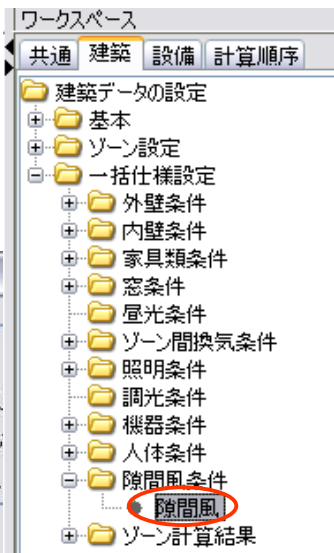 ワークスペース
共通 建築 設備 計算順序
建築データの設定
基本
ゾーン設定
一括仕様設定
外壁条件
内壁条件
家具類条件
窓条件
昼光条件
ゾーン間換気条件
照明条件
調光条件
機器条件
人体条件
隙間風条件
隙間風
ゾーン計算結果